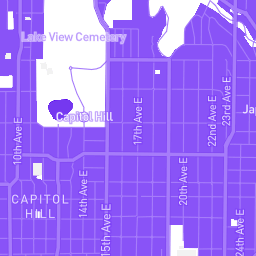 Lake View Cemetery
Ja
Capitol Hill
17th Ave E
23rd Ave E
22nd Ave E
10th Ave E
14th Ave E
20th Ave E
CAPITOL
HILL
15th Ave E
24th Ave E